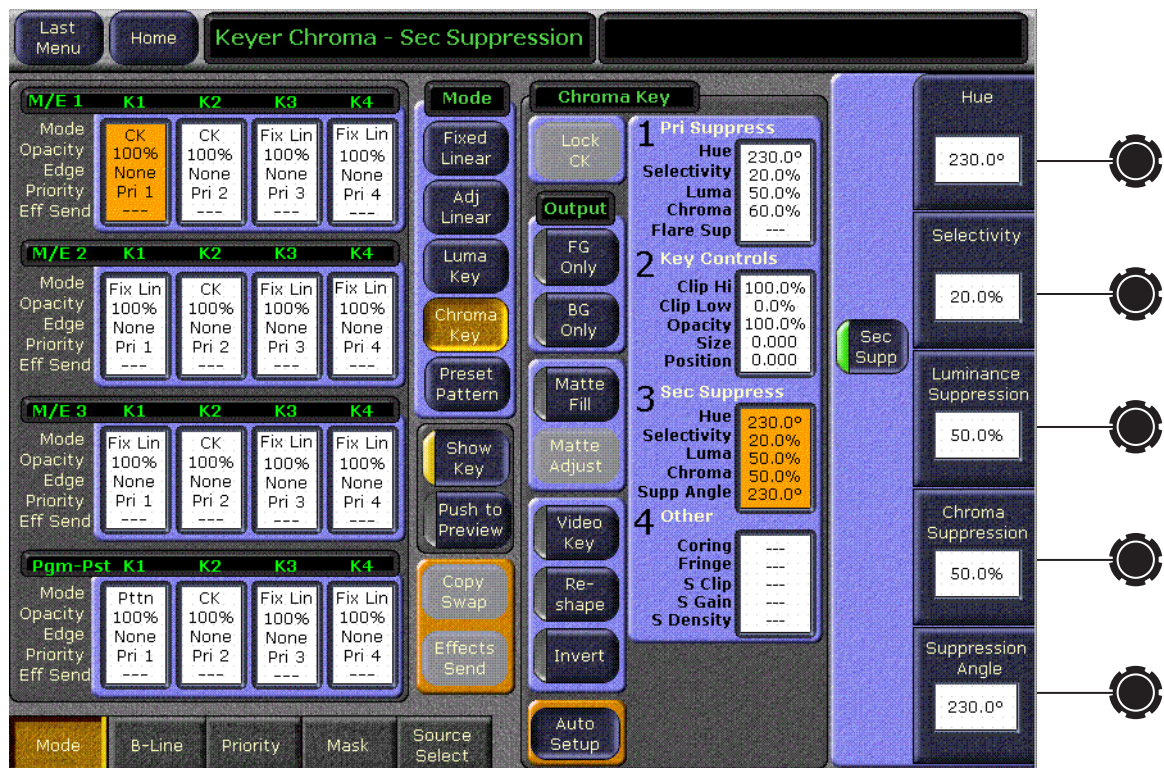 Last
Menu
Home
Keyer Chroma - Sec Suppression
M/E 1 K1 K2 K3 K4
Mode CK CK Fix Lin Fix Lin
Opacity 100% 100% 100% 100%
Edge None None None None
Priority Pri 1 Pri 2 Pri 3 Pri 4
Eff Send --- --- --- ---
M/E 2 K1 K2 K3 K4
Mode Fix Lin CK Fix Lin Fix Lin
Opacity 100% 100% 100% 100%
Edge None None None None
Priority Pri 1 Pri 2 Pri 3 Pri 4
Eff Send --- --- --- ---
M/E 3 K1 K2 K3 K4
Mode Fix Lin CK Fix Lin Fix Lin
Opacity 100% 100% 100% 100%
Edge None None None None
Priority Pri 1 Pri 2 Pri 3 Pri 4
Eff Send --- --- --- ---
Pgm-Pst K1 K2 K3 K4
Mode Pttn CK Fix Lin Fix Lin
Opacity 100% 100% 100% 100%
Edge None None None None
Priority Pri 1 Pri 2 Pri 3 Pri 4
Eff Send --- --- --- ---
Mode
Fixed
Linear
Adj
Linear
Luma
Key
Chroma
Key
Preset
Pattern
Show
Key
Push to
Preview
Copy
Swap
Effects
Send
Chroma Key
Lock
CK
Output
FG
Only
BG
Only
Matte
Fill
Matte
Adjust
Video
Key
Re-
shape
Invert
Auto
Setup
1 Pri Suppress
Hue 230.0°
Selectivity 20.0%
Luma 50.0%
Chroma 60.0%
Flare Sup ---
2 Key Controls
Clip Hi 100.0%
Clip Low 0.0%
Opacity 100.0%
Size 0.000
Position 0.000
3 Sec Suppress
Hue 230.0°
Selectivity 20.0%
Luma 50.0%
Chroma 50.0%
Supp Angle 230.0°
4 Other
Coring ---
Fringe ---
S Clip ---
S Gain ---
S Density ---
Sec
Supp
Hue
230.0°
Selectivity
20.0%
Luminance
Suppression
50.0%
Chroma
Suppression
50.0%
Suppression
Angle
230.0°
Mode
B-Line
Priority
Mask
Source
Select